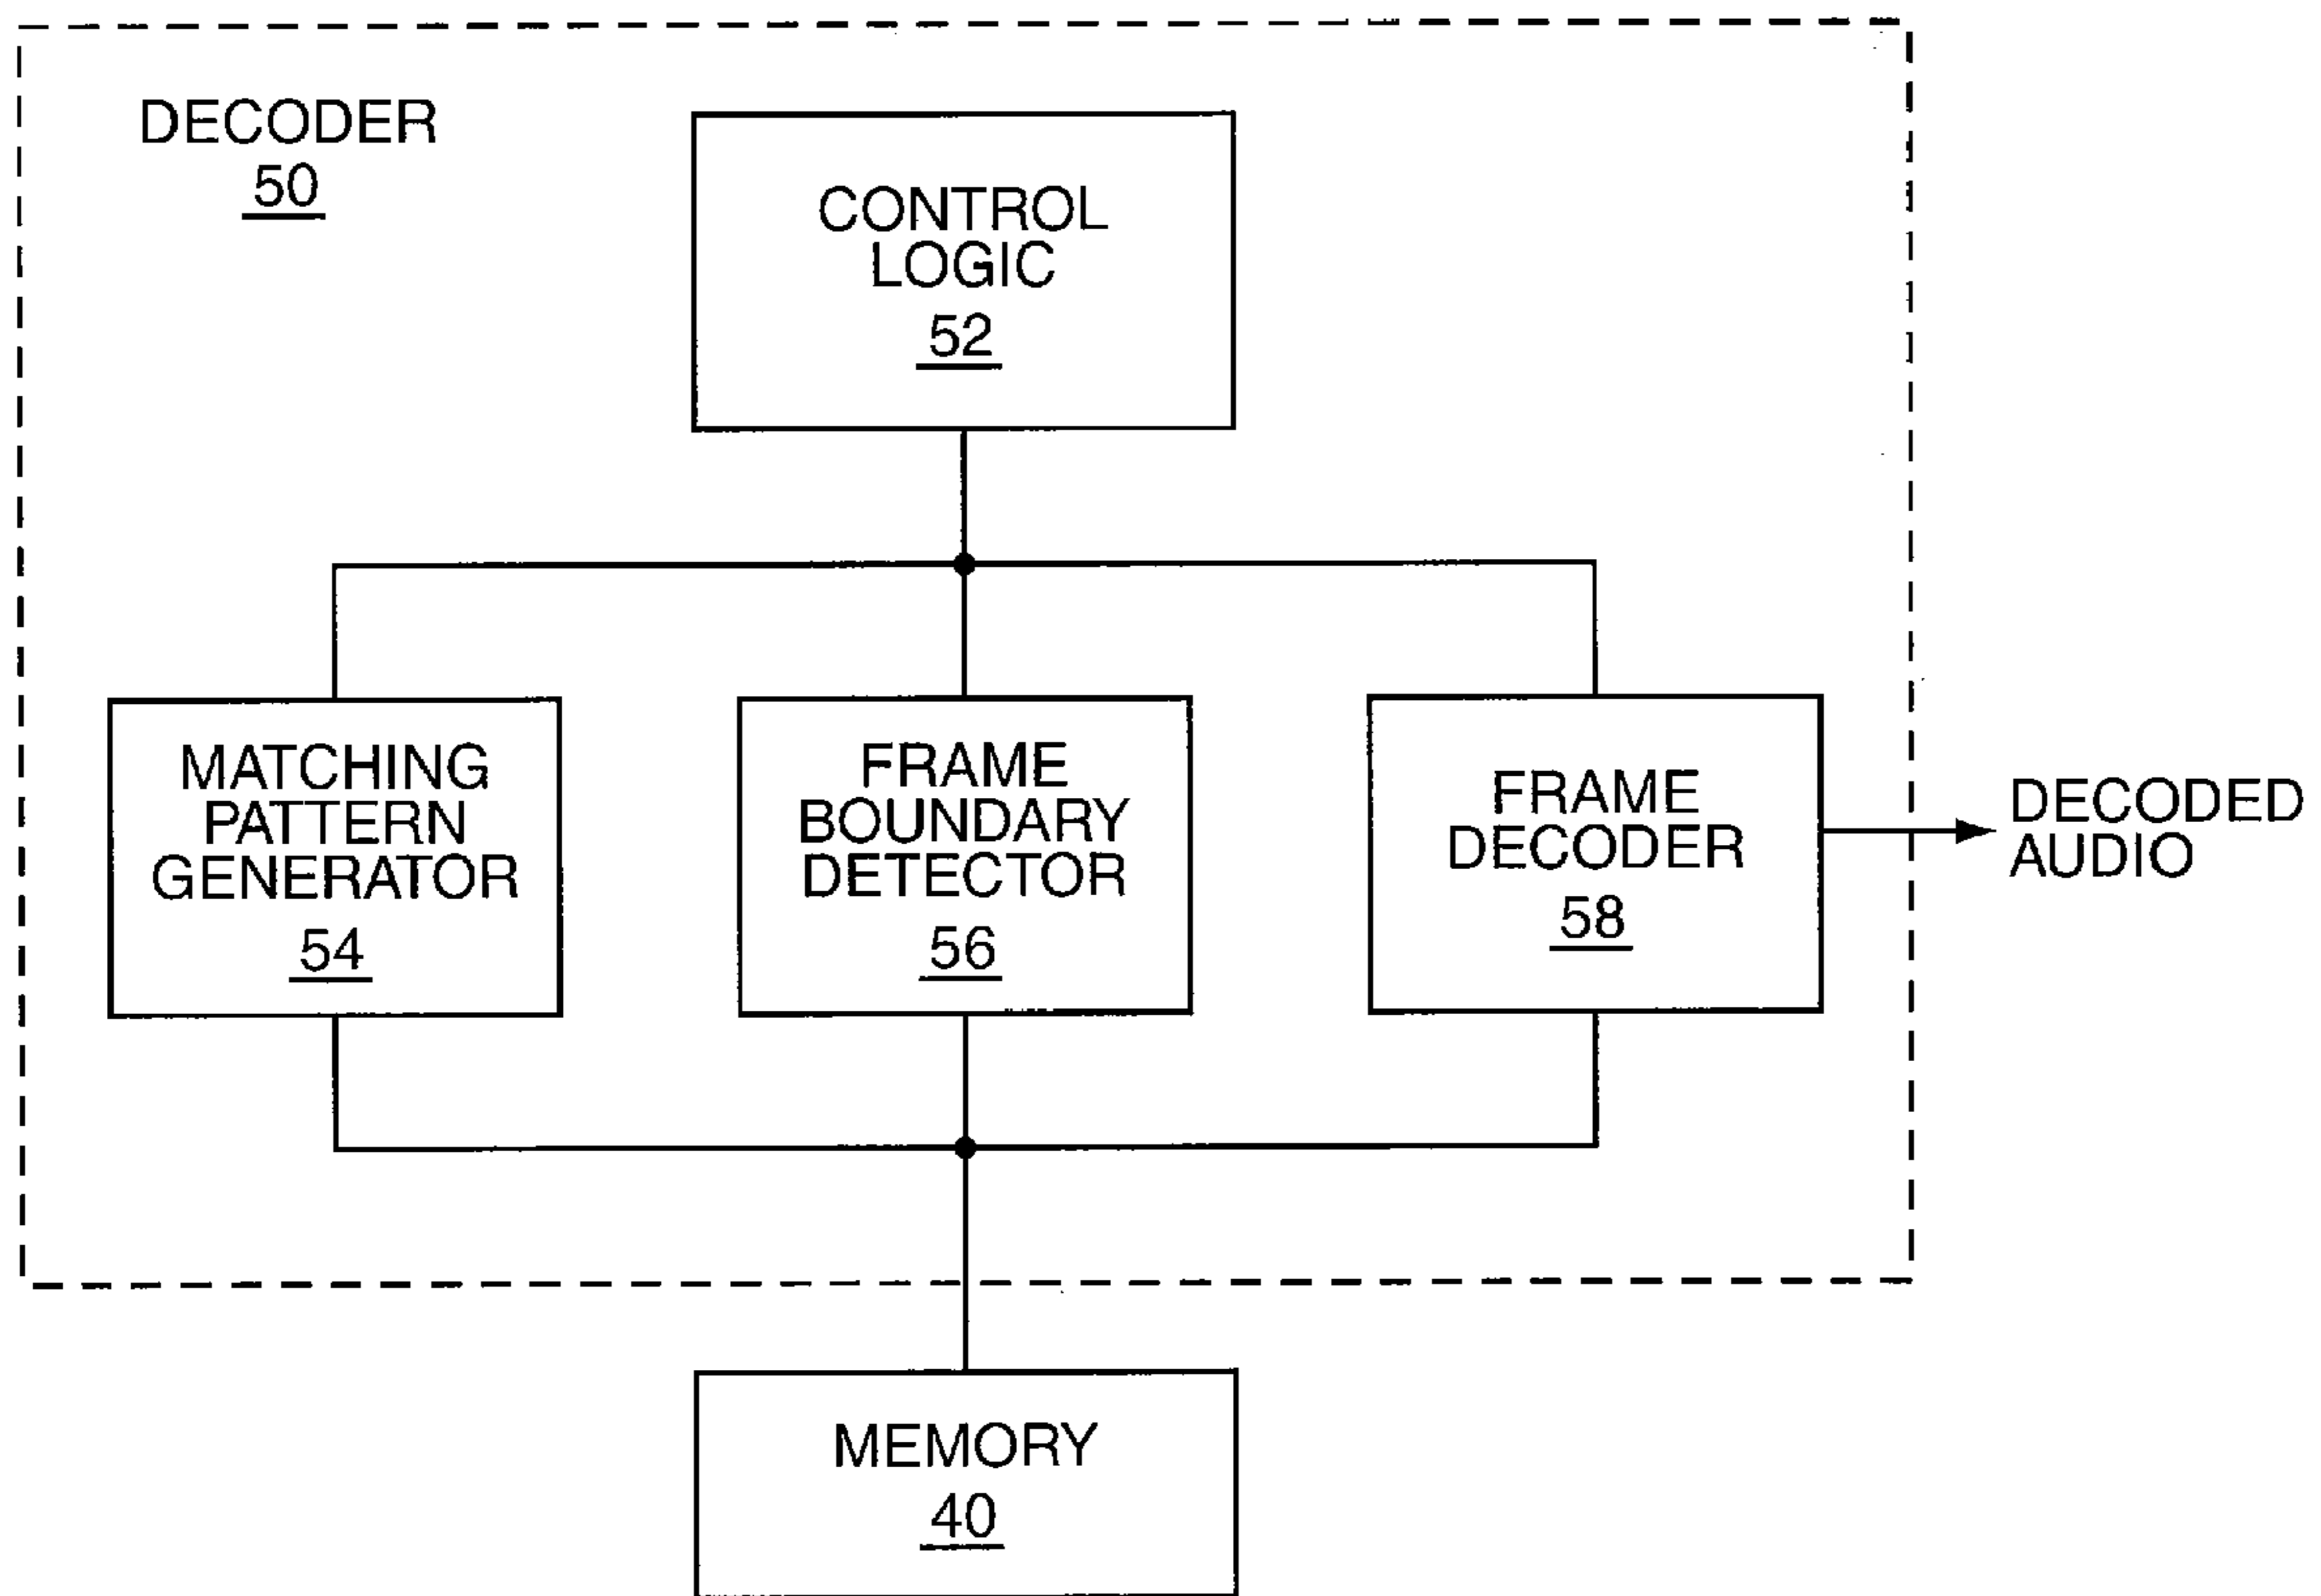 DECODER
50
CONTROL
LOGIC
52
MATCHING
PATTERN
GENERATOR
54
FRAME
BOUNDARY
DETECTOR
56
FRAME
DECODER
58
DECODED
AUDIO
MEMORY
40